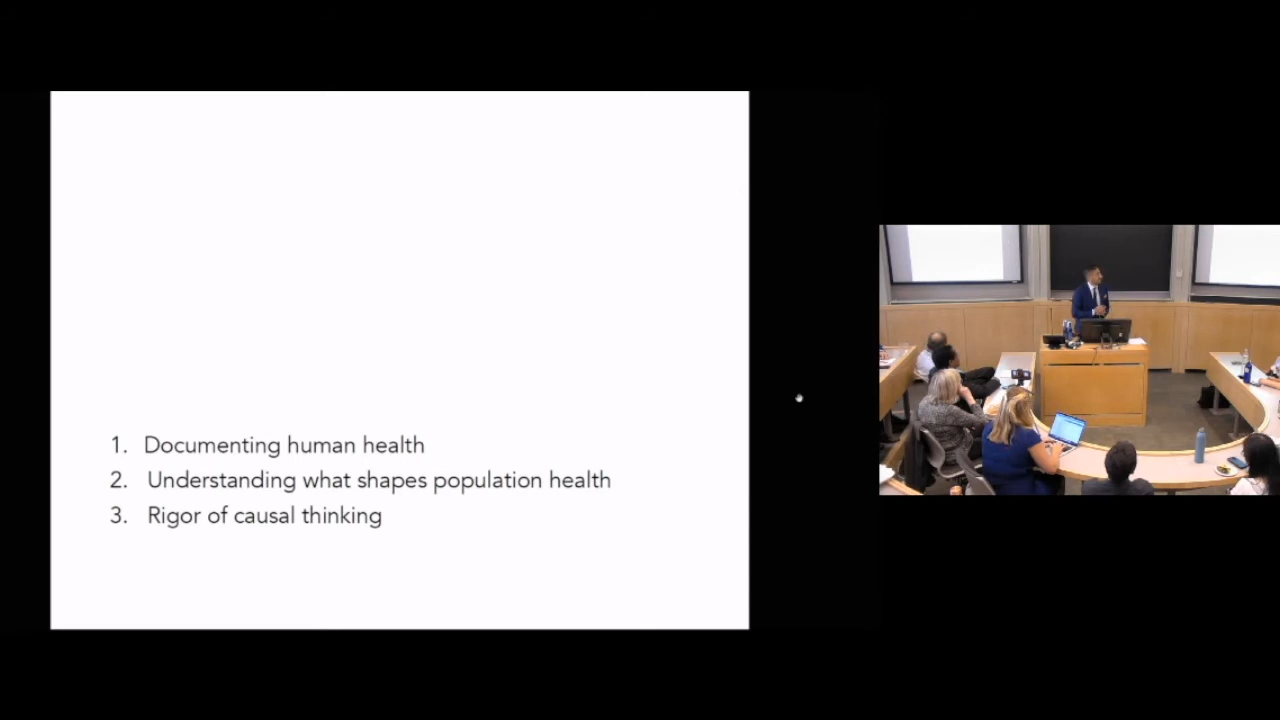 1. Documenting human health
2. Understanding what shapes population health
3. Rigor of causal thinking